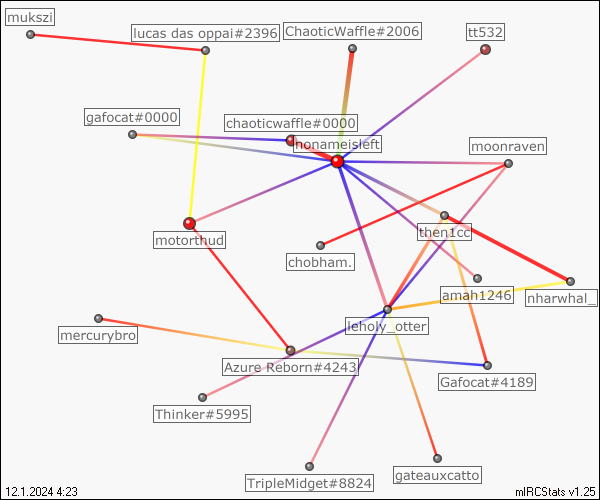 mukszi
lucas das oppai#2396
ChaoticWaffle#2006
tt532
gafocat#0000
chaoticwaffle#0000
nonameisleft
moonraven
then1cc
motorthud
chobham.
amah1246
nharwhal_
leholy_otter
mercurybro
Azure Reborn#4243
Gafocat#4189
Thinker#5995
TripleMidget#8824
gateauxcatto
12.1.2024 4:23
mIRCStats v1.25